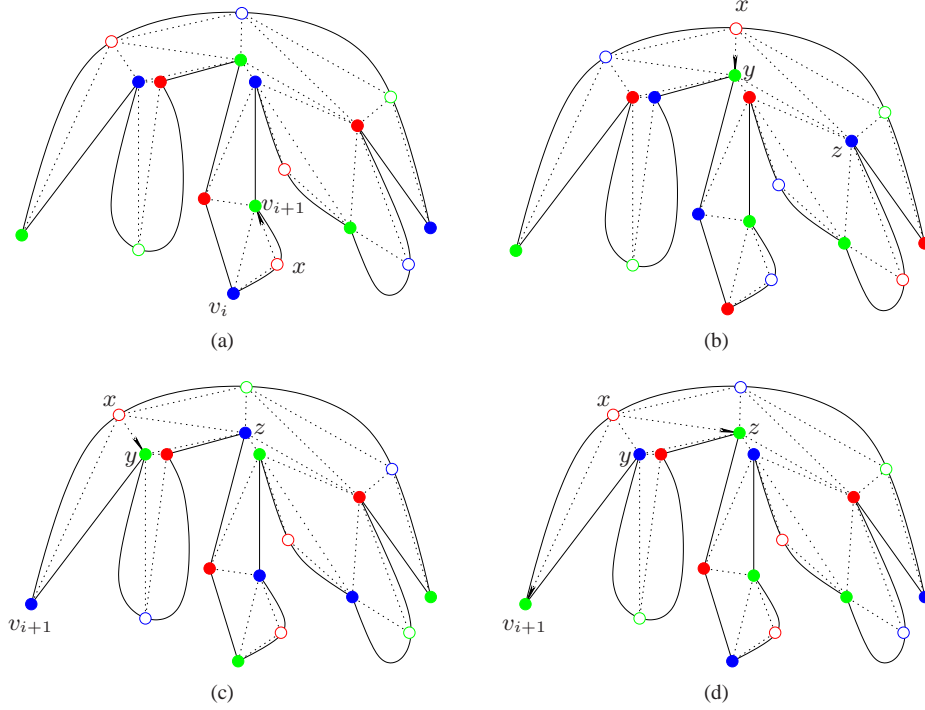 x
y
z
v_{i+1}
x
v_i
(a)
(b)
x
z
y
v_{i+1}
(c)
x
z
y
v_{i+1}
(d)